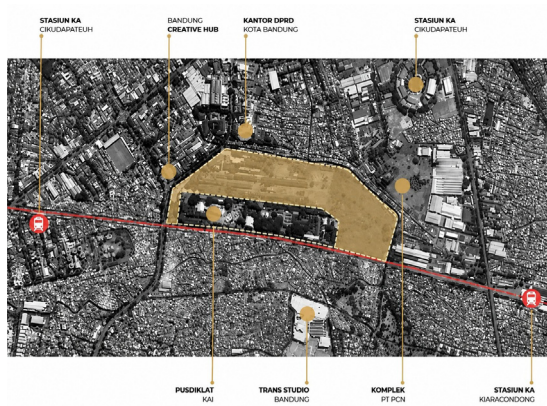 STASIUN KA
CIKUDAPATEUH
BANDUNG
CREATIVE HUB
KANTOR DPRD
KOTA BANDUNG
STASIUN KA
CIKUDAPATEUH
PUSDIKLAT
KAI
TRANS STUDIO
BANDUNG
KOMPLEK
PT PCN
STASIUN KA
KIARACONDONG